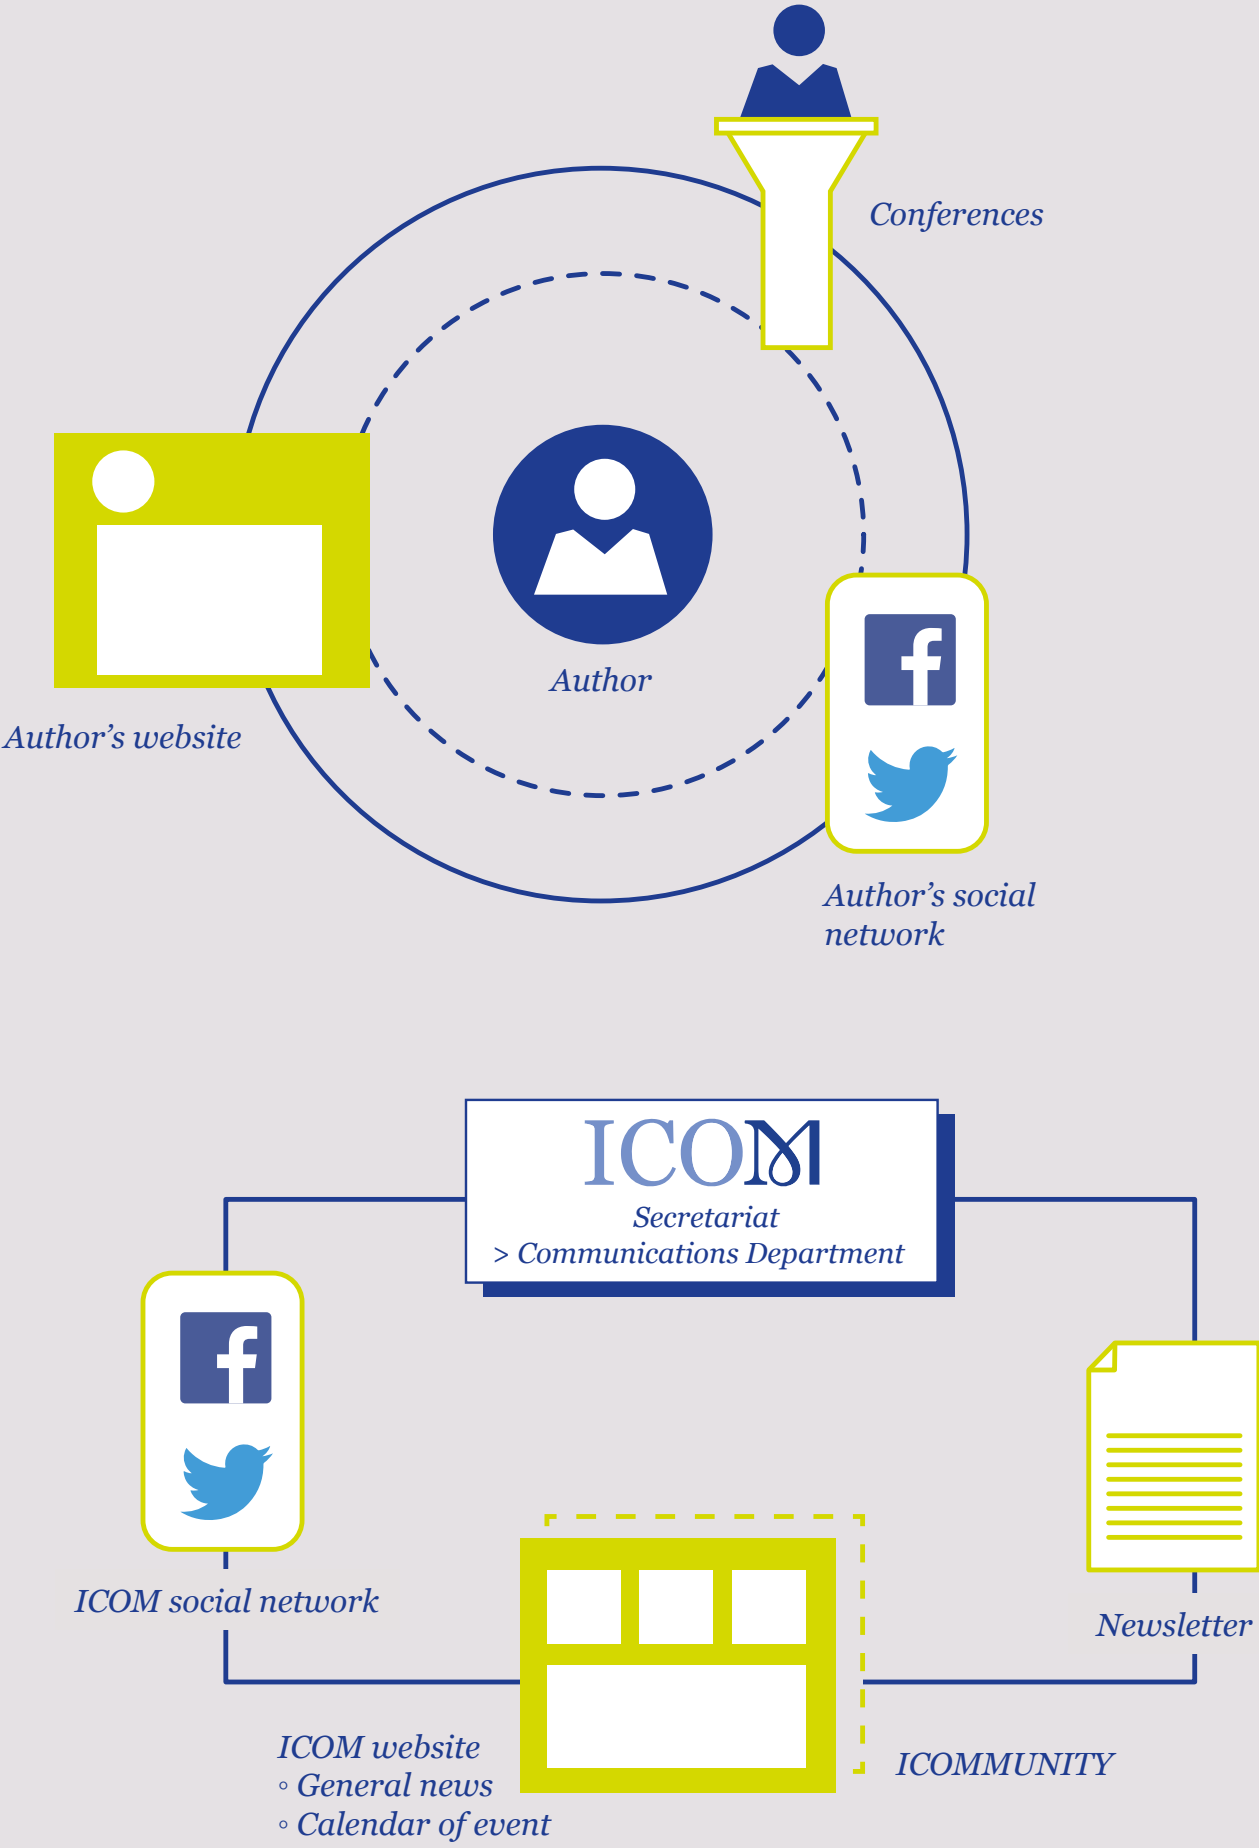 Conferences
Author
Author’s website
Author’s social
network
ICOM
Secretariat
> Communications Department
ICOM social network
Newsletter
ICOM website
◦ General news
◦ Calendar of event
ICOMMUNITY